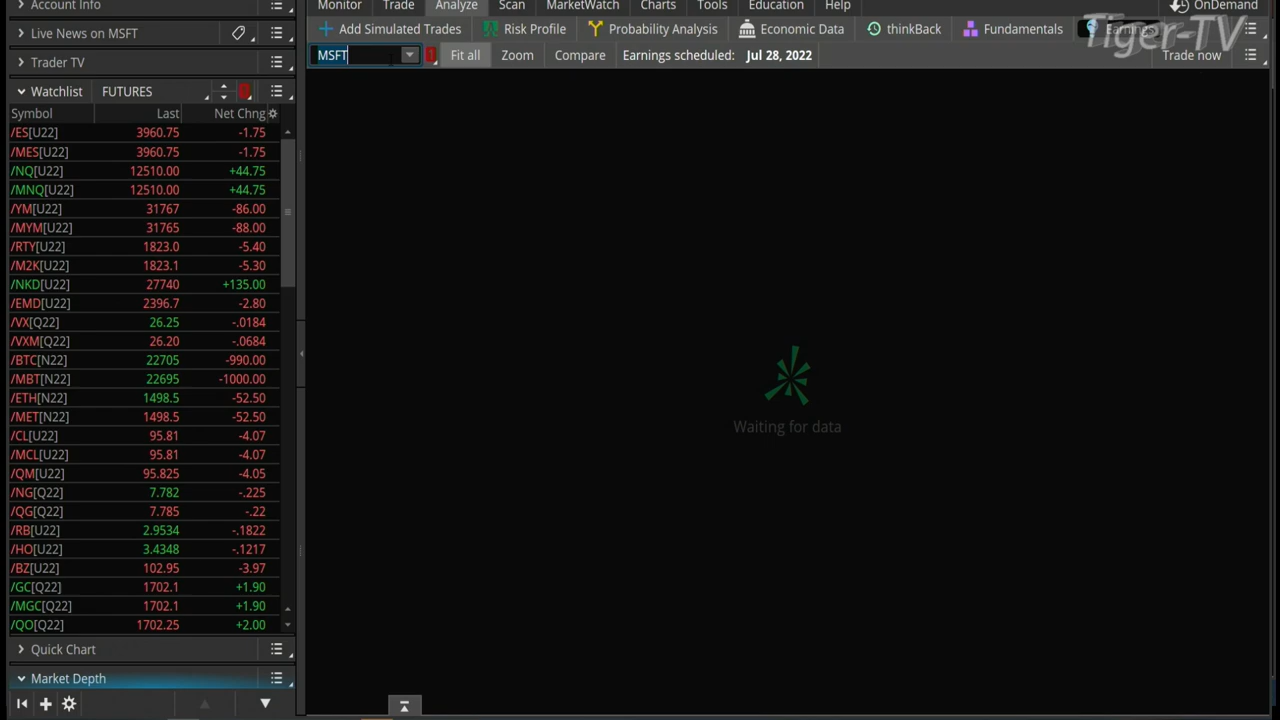 Account Info
Monitor Trade Analyze Scan MarketWatch Charts Tools Education Help OnDemand
Live News on MSFT
Add Simulated Trades Risk Profile Probability Analysis Economic Data thinkBack Fundamentals Earnings
Tiger-TV
Trader TV
MSFT 1 Fit all Zoom Compare Earnings scheduled: Jul 28, 2022 Trade now
Watchlist FUTURES
Symbol Last Net Chng
/ES[U22] 3960.75 -1.75
/MES[U22] 3960.75 -1.75
/NQ[U22] 12510.00 +44.75
/MNQ[U22] 12510.00 +44.75
/YM[U22] 31767 -86.00
/MYM[U22] 31765 -88.00
/RTY[U22] 1823.0 -5.40
/M2K[U22] 1823.1 -5.30
/NKD[U22] 27740 +135.00
/EMD[U22] 2396.7 -2.80
/VX[Q22] 26.25 -.0184
/VXM[Q22] 26.20 -.0684
/BTC[N22] 22705 -990.00
/MBT[N22] 22695 -1000.00
/ETH[N22] 1498.5 -52.50
/MET[N22] 1498.5 -52.50
/CL[U22] 95.81 -4.07
/MCL[U22] 95.81 -4.07
/QM[U22] 95.825 -4.05
/NG[Q22] 7.782 -.225
/QG[Q22] 7.785 -.22
/RB[U22] 2.9534 -.1822
/HO[U22] 3.4348 -.1217
/BZ[U22] 102.95 -3.97
/GC[Q22] 1702.1 +1.90
/MGC[Q22] 1702.1 +1.90
/QO[Q22] 1702.25 +2.00
Waiting for data
Quick Chart
Market Depth